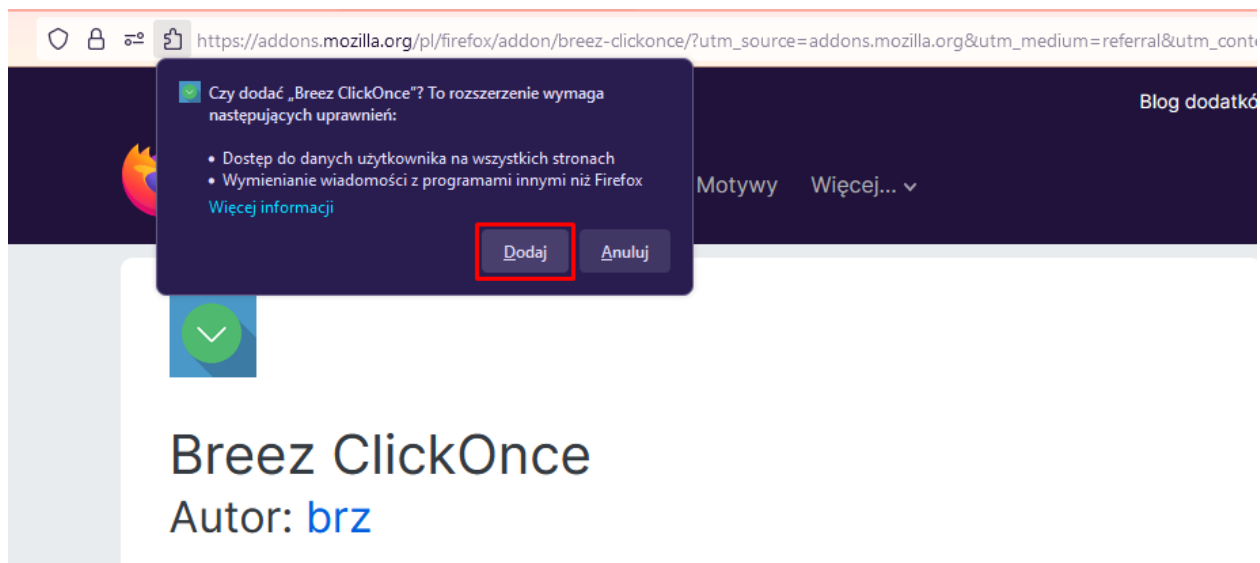 https://addons.mozilla.org/pl/firefox/addon/breez-clickonce/?utm_source=addons.mozilla.org&utm_medium=referral&utm_cont
Czy dodać „Breez ClickOnce”? To rozszerzenie wymaga
następujących uprawnień:
• Dostęp do danych użytkownika na wszystkich stronach
• Wymienianie wiadomości z programami innymi niż Firefox
Więcej informacji
Dodaj Anuluj
Blog dodatkó
Motywy Więcej...
Breez ClickOnce
Autor: brz